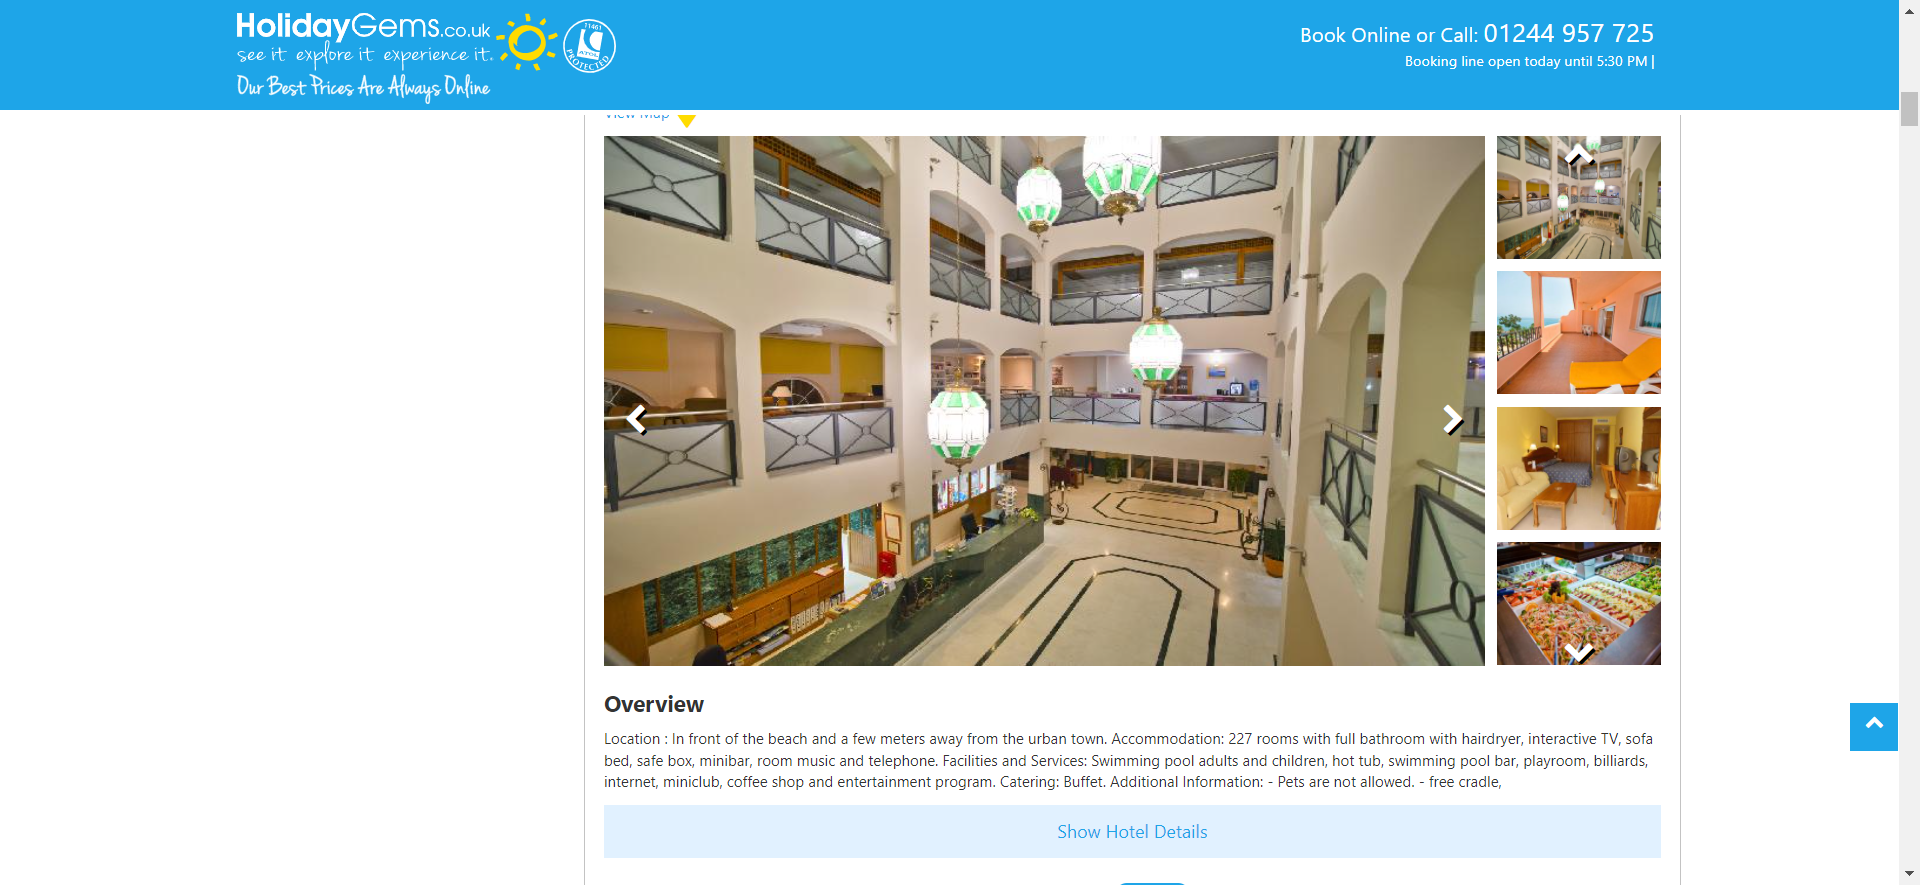 HolidayGems.co.uk
see it explore it experience it.
Our Best Prices Are Always Online
11461
ATOL
PROTECTED
Book Online or Call: 01244 957 725
Booking line open today until 5:30 PM |
View Map
Overview
Location : In front of the beach and a few meters away from the urban town. Accommodation: 227 rooms with full bathroom with hairdryer, interactive TV, sofa
bed, safe box, minibar, room music and telephone. Facilities and Services: Swimming pool adults and children, hot tub, swimming pool bar, playroom, billiards,
internet, miniclub, coffee shop and entertainment program. Catering: Buffet. Additional Information: - Pets are not allowed. - free cradle,
Show Hotel Details